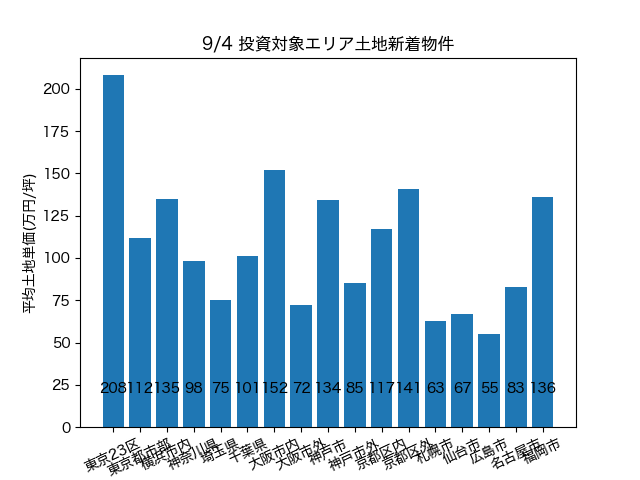 9/4 投資対象エリア土地新着物件
平均土地単価(万円/坪)
200
175
150
125
100
75
50
25
0
208 112 135 98 75 101 152 72 134 85 117 141 63 67 55 83 136
東京23区
東京都市部
横浜市内
神奈川県
埼玉県
千葉県
大阪市内
大阪市外
神戸市
神戸市外
京都区内
京都区外
札幌市
仙台市
広島市
名古屋市
福岡市